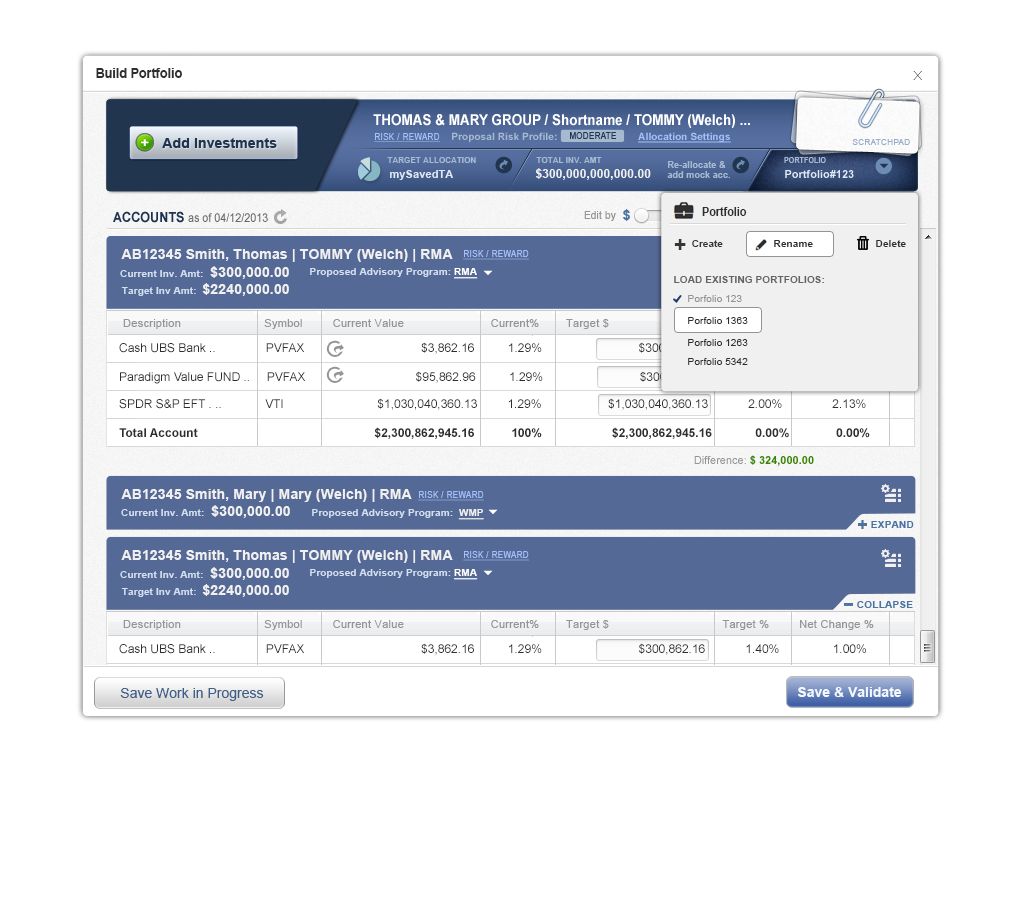 Build Portfolio
THOMAS & MARY GROUP / Shortname / TOMMY (Welch) ...
Add Investments
RISK / REWARD Proposal Risk Profile: MODERATE Allocation Settings
SCRATCHPAD
TARGET ALLOCATION
mySavedTA
TOTAL INV. AMT
$300,000,000,000.00
Re-allocate &
add mock acc.
PORTFOLIO
Portfolio#123
ACCOUNTS as of 04/12/2013
Edit by $
Portfolio
Create Rename Delete
LOAD EXISTING PORTFOLIOS:
Porfolio 123
Porfolio 1363
Porfolio 1263
Porfolio 5342
AB12345 Smith, Thomas | TOMMY (Welch) | RMA RISK / REWARD
Current Inv. Amt: $300,000.00 Proposed Advisory Program: RMA
Target Inv Amt: $2240,000.00
Description Symbol Current Value Current% Target $
Cash UBS Bank .. PVFAX $3,862.16 1.29% $300
Paradigm Value FUND .. PVFAX $95,862.96 1.29% $30
SPDR S&P EFT . .. VTI $1,030,040,360.13 1.29% $1,030,040,360.13 2.00% 2.13%
Total Account $2,300,862,945.16 100% $2,300,862,945.16 0.00% 0.00%
Difference: $ 324,000.00
AB12345 Smith, Mary | Mary (Welch) | RMA RISK / REWARD
Current Inv. Amt: $300,000.00 Proposed Advisory Program: WMP
EXPAND
AB12345 Smith, Thomas | TOMMY (Welch) | RMA RISK / REWARD
Current Inv. Amt: $300,000.00 Proposed Advisory Program: RMA
Target Inv Amt: $2240,000.00
COLLAPSE
Description Symbol Current Value Current% Target $ Target % Net Change %
Cash UBS Bank .. PVFAX $3,862.16 1.29% $300,862.16 1.40% 1.00%
Save Work in Progress
Save & Validate